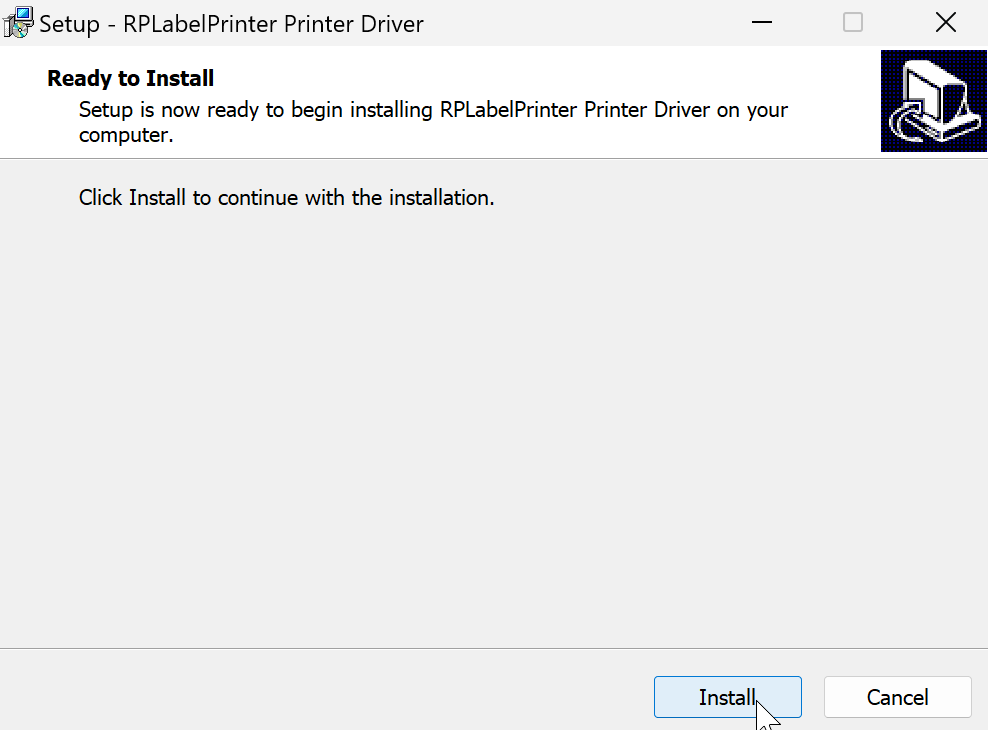 Setup - RPLabelPrinter Printer Driver
Ready to Install
Setup is now ready to begin installing RPLabelPrinter Printer Driver on your
computer.
Click Install to continue with the installation.
Install
Cancel